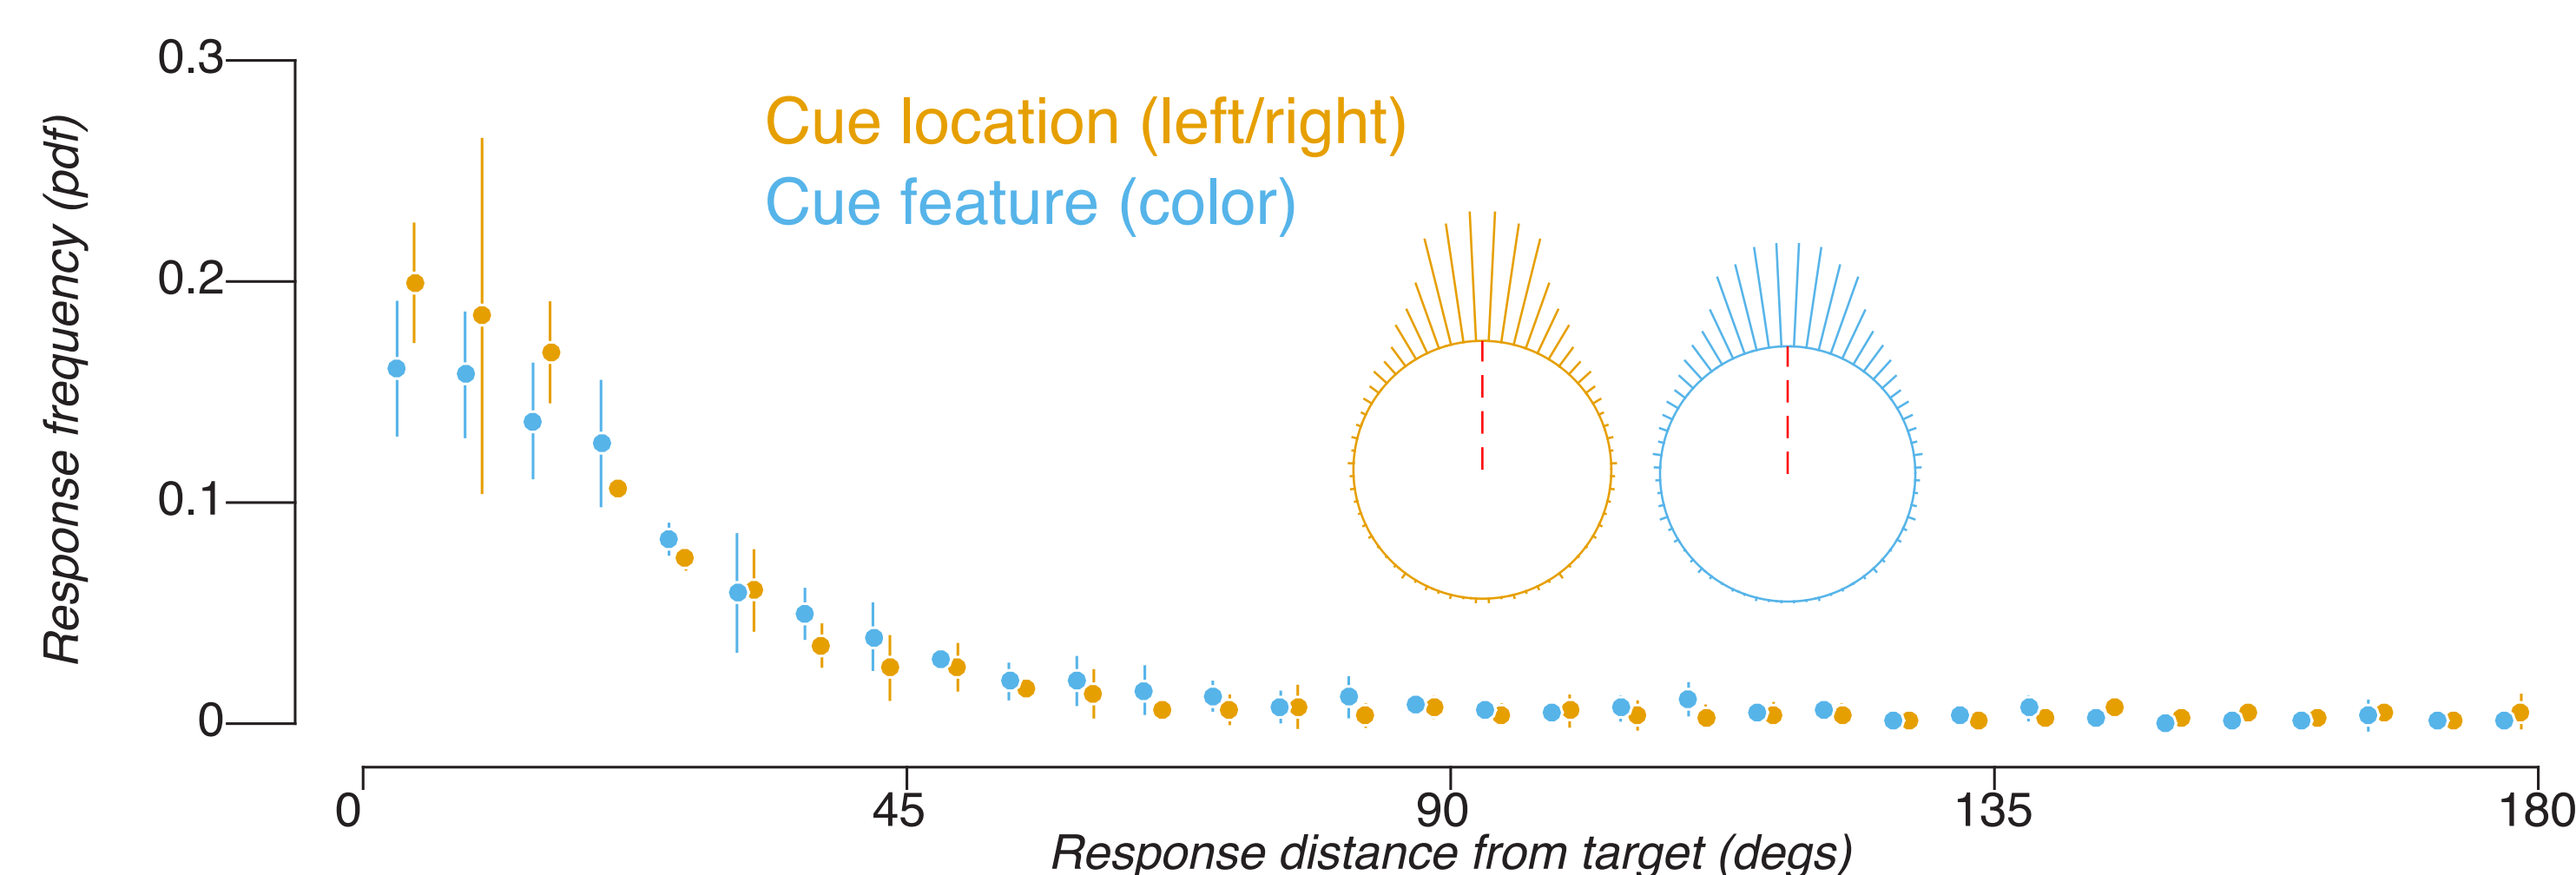 Response frequency (pdf)
0.3
0.2
0.1
0
Cue location (left/right)
Cue feature (color)
0
45
90
135
180
Response distance from target (degs)